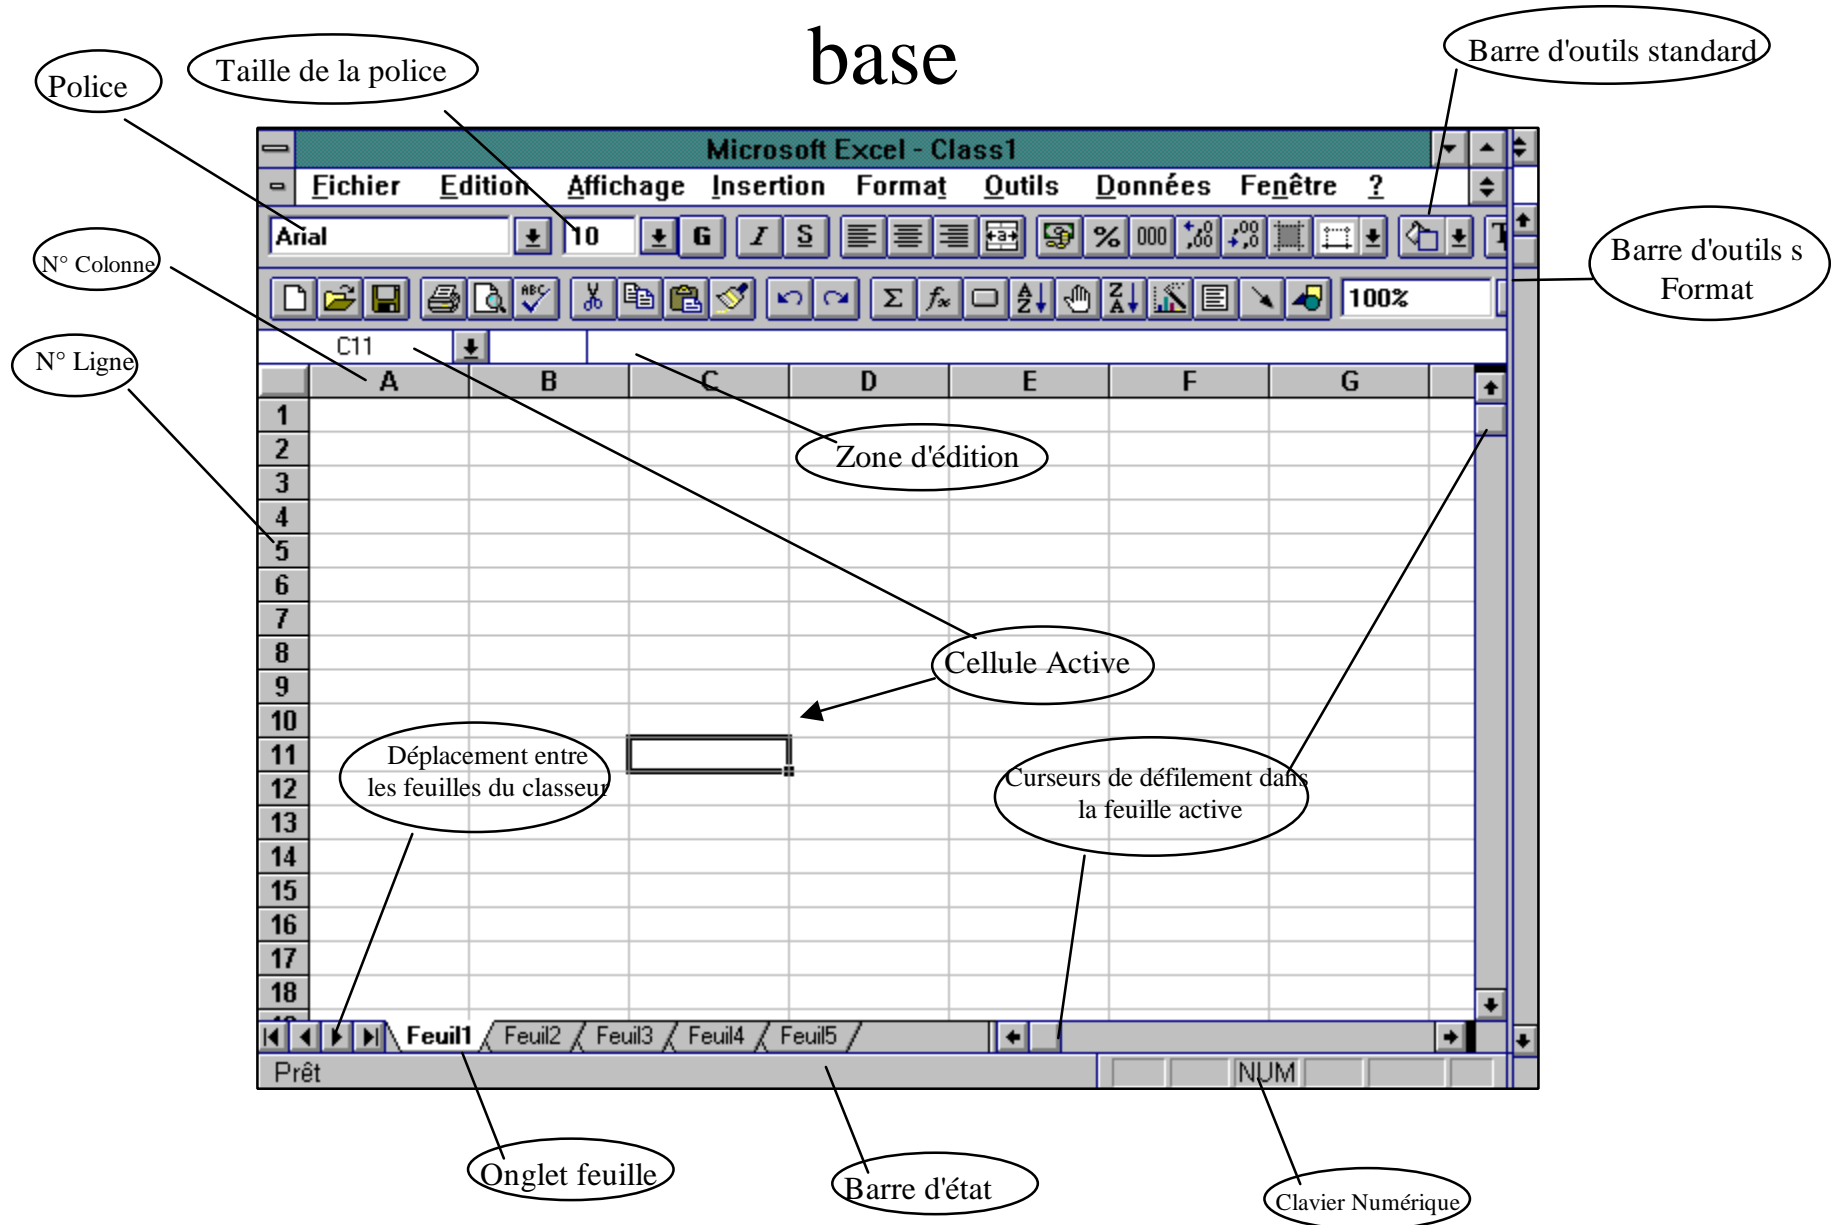 base
Police
Taille de la police
Barre d'outils standard
Microsoft Excel - Class1
Fichier Edition Affichage Insertion Format Outils Données Fenêtre ?
Arial 10 G I S % 000
Barre d'outils s
Format
N° Colonne
ABC Σ fx A Z Z A 100%
N° Ligne
C11
A B C D E F G
1
2
Zone d'édition
3
4
5
6
7
8
Cellule Active
9
10
11
Déplacement entre
les feuilles du classeur
Curseurs de défilement dans
la feuille active
12
13
14
15
16
17
18
Feuil1 Feuil2 Feuil3 Feuil4 Feuil5
Prêt NUM
Onglet feuille
Barre d'état
Clavier Numérique